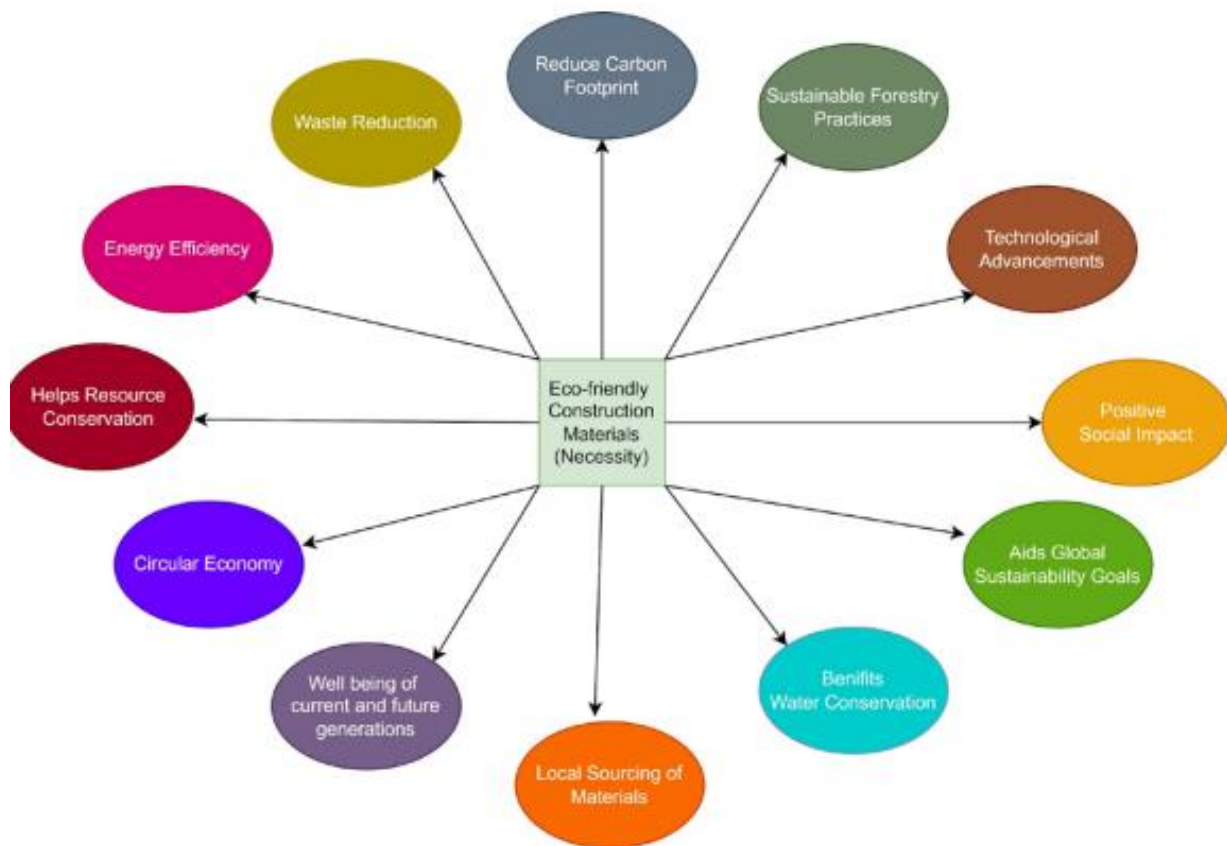 Reduce Carbon
Footprint
Sustainable Forestry
Practices
Waste Reduction
Technological
Advancements
Energy Efficiency
Positive
Social Impact
Helps Resource
Conservation
Eco-friendly
Construction
Materials
(Necessity)
Aids Global
Sustainability Goals
Circular Economy
Benifits
Water Conservation
Well being of
current and future
generations
Local Sourcing of
Materials